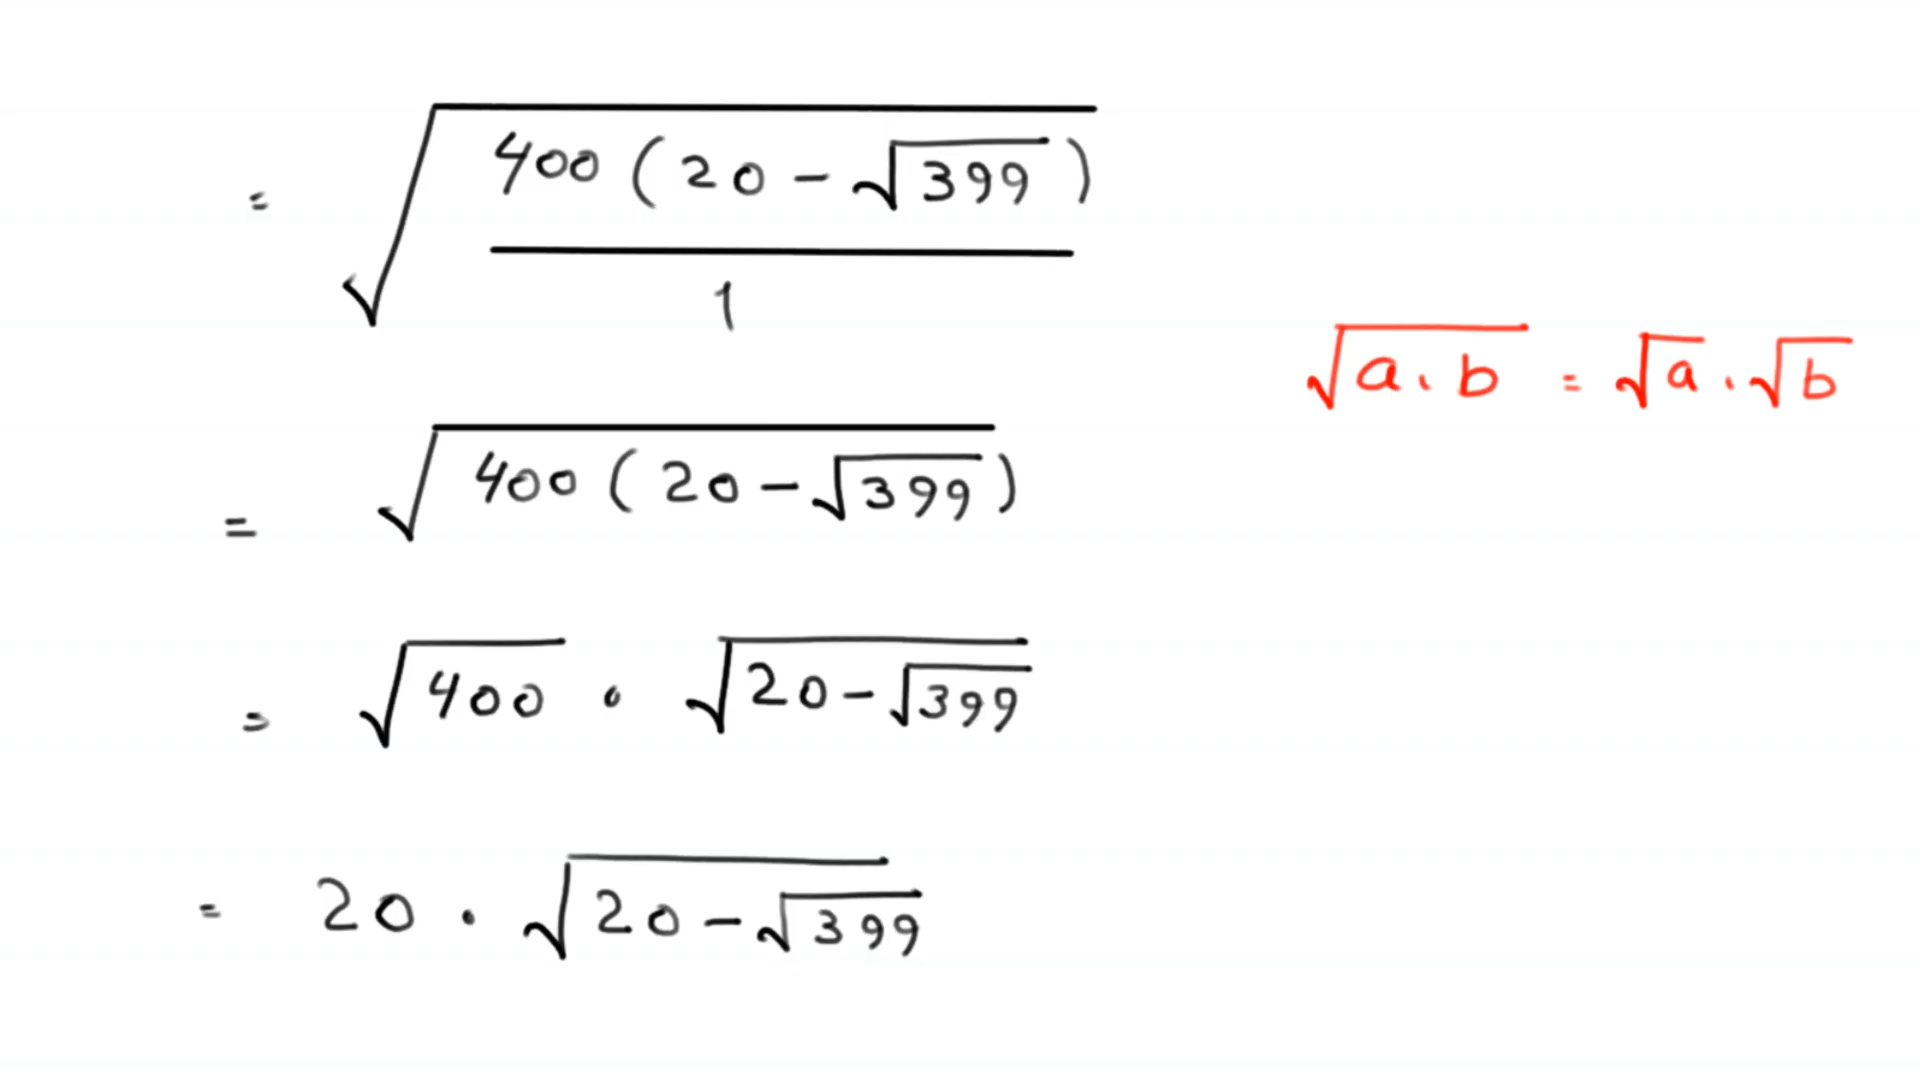 = √(400 (20 - √399) / 1)
√(a · b) = √a · √b
= √(400 (20 - √399))
= √400 · √(20 - √399)
= 20 · √(20 - √399)